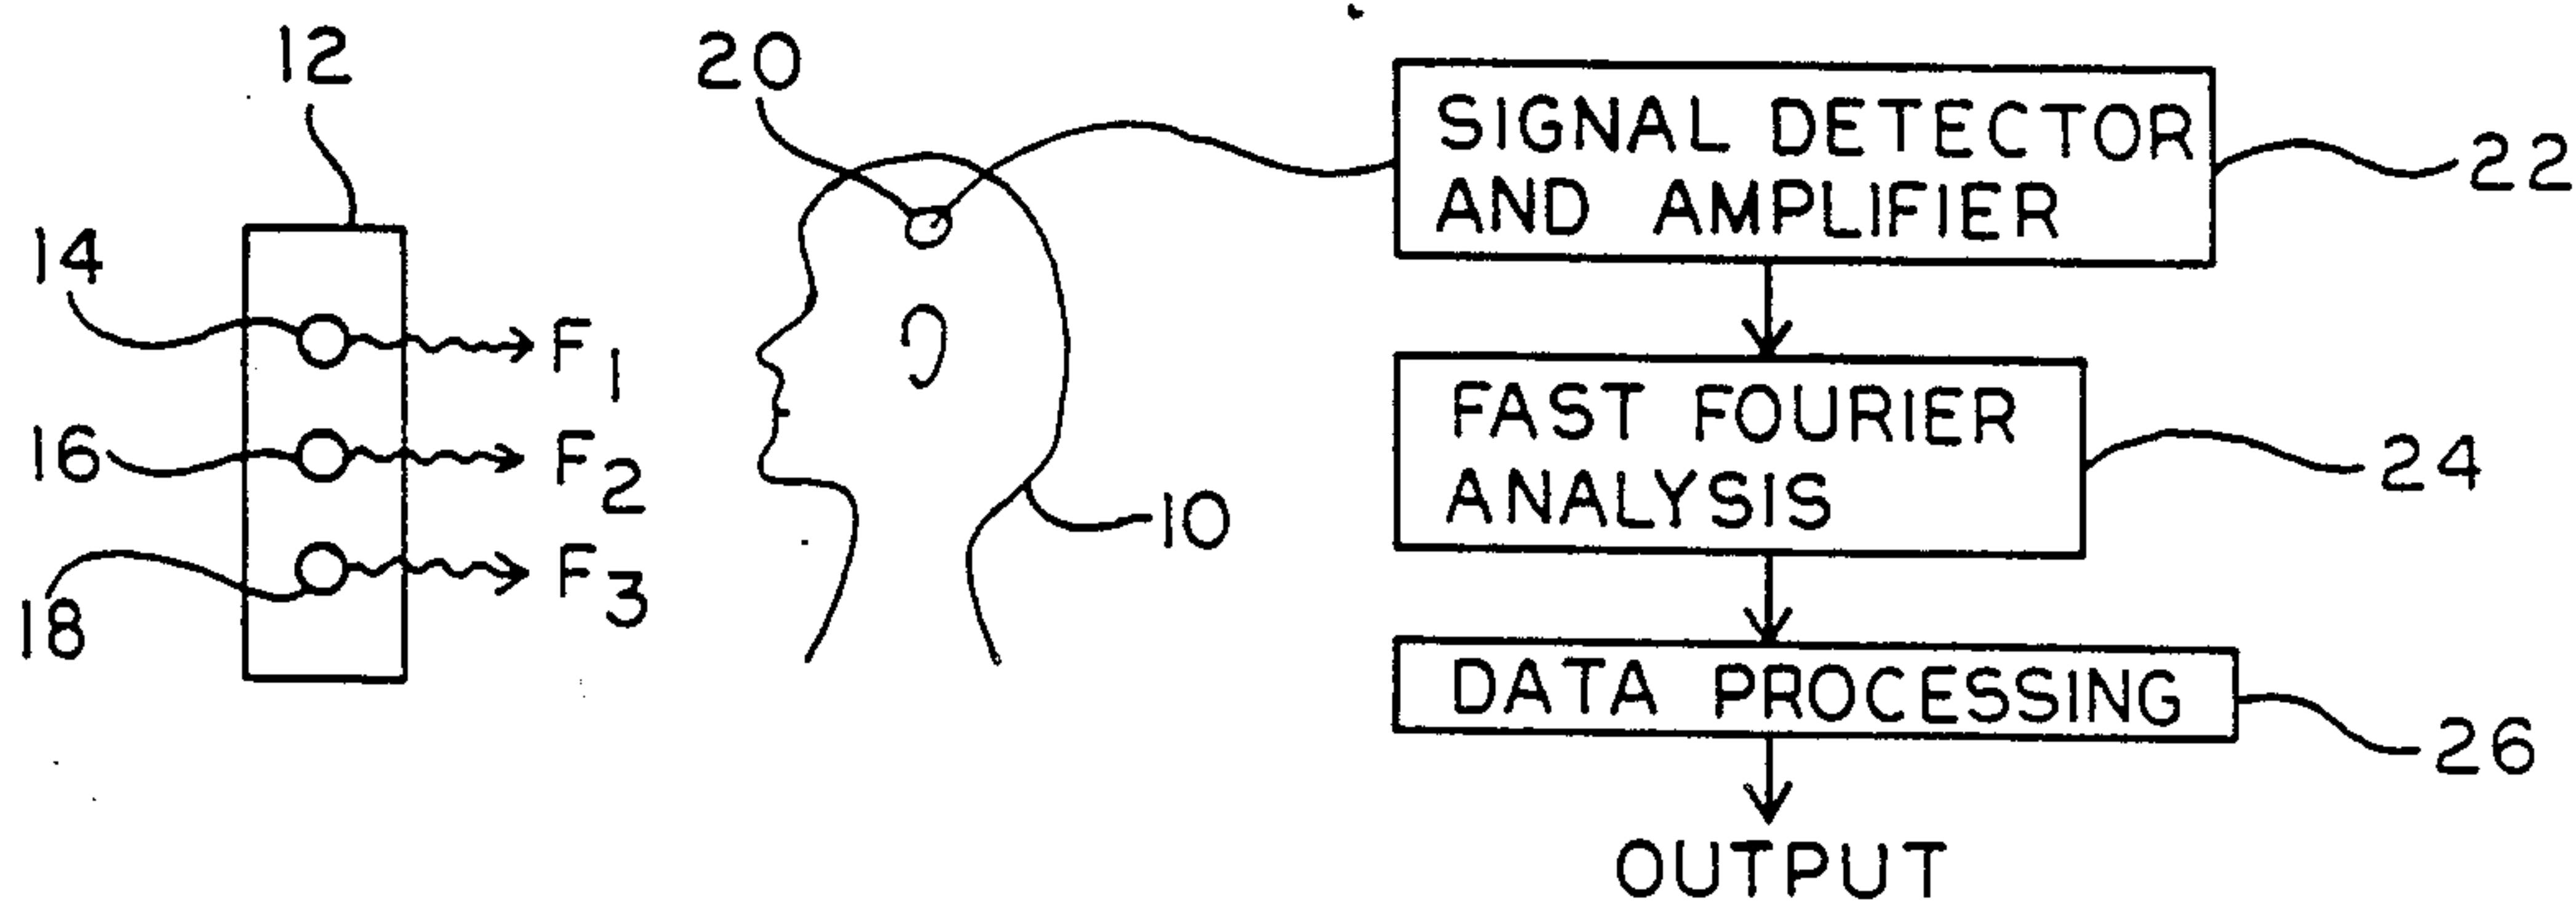 12
14
16
18
F1
F2
F3
20
10
SIGNAL DETECTOR
AND AMPLIFIER
22
FAST FOURIER
ANALYSIS
24
DATA PROCESSING
26
OUTPUT